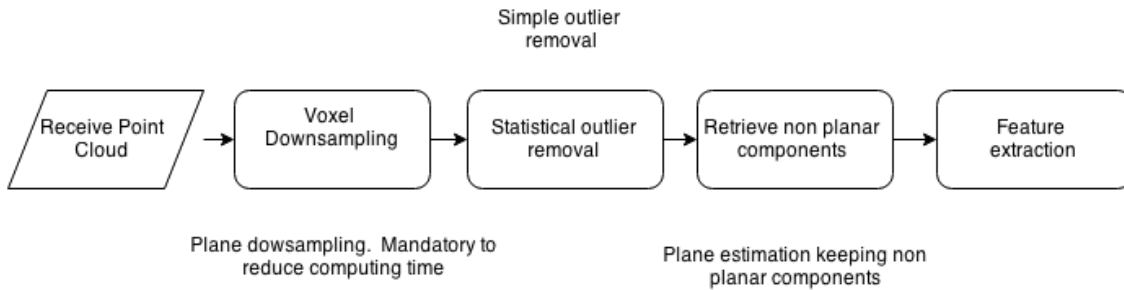 Simple outlier
removal
Receive Point
Cloud
Voxel
Downsampling
Statistical outlier
removal
Retrieve non planar
components
Feature
extraction
Plane dowsampling.  Mandatory to
reduce computing time
Plane estimation keeping non
planar components